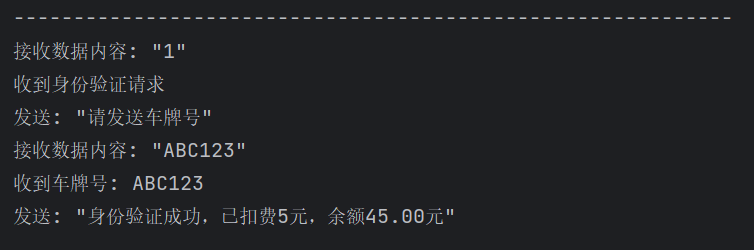 ------------------------------------------------------------
接收数据内容: "1"
收到身份验证请求
发送: "请发送车牌号"
接收数据内容: "ABC123"
收到车牌号: ABC123
发送: "身份验证成功，已扣费5元，余额45.00元"